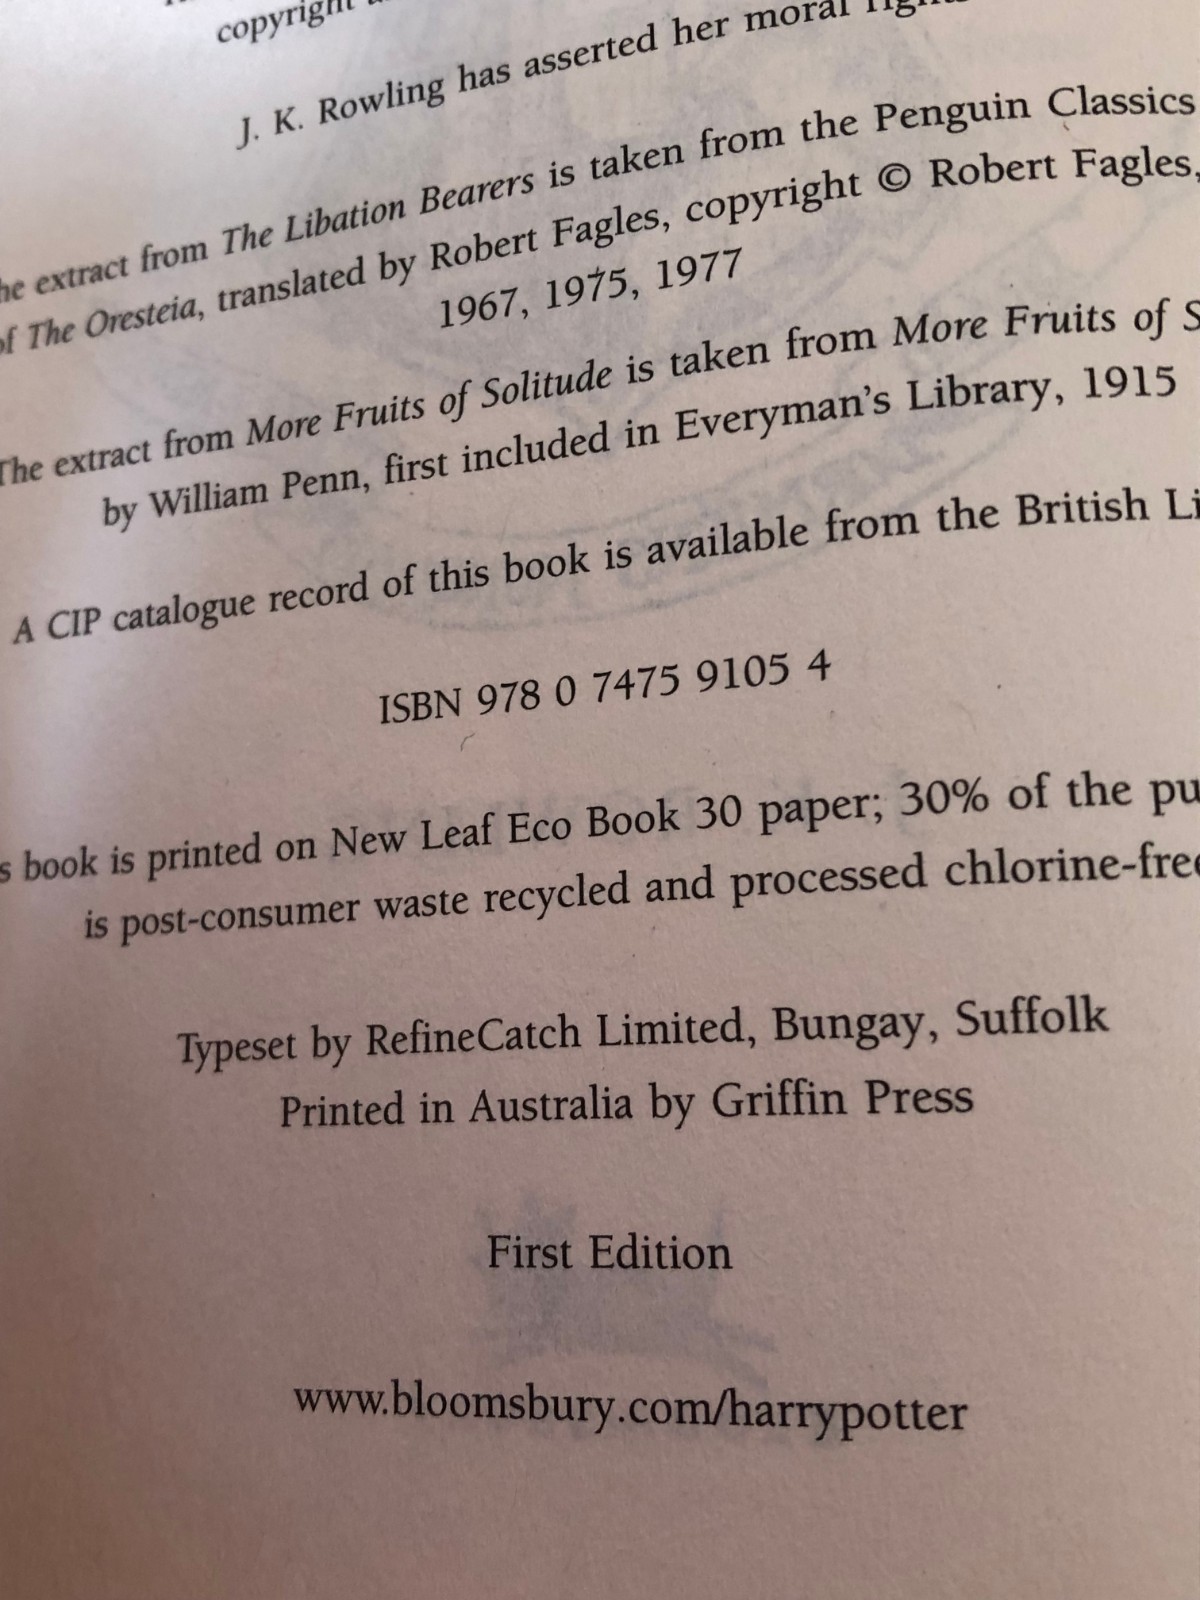 copyright
J. K. Rowling has asserted her moral
extract from The Libation Bearers is taken from the Penguin Classics
of The Oresteia, translated by Robert Fagles, copyright © Robert Fagles,
1967, 1975, 1977
The extract from More Fruits of Solitude is taken from More Fruits of
by William Penn, first included in Everyman's Library, 1915
A CIP catalogue record of this book is available from the British
ISBN 978 0 7475 9105 4
book is printed on New Leaf Eco Book 30 paper; 30% of the
is post-consumer waste recycled and processed chlorine-free
Typeset by RefineCatch Limited, Bungay, Suffolk
Printed in Australia by Griffin Press
First Edition
www.bloomsbury.com/harrypotter